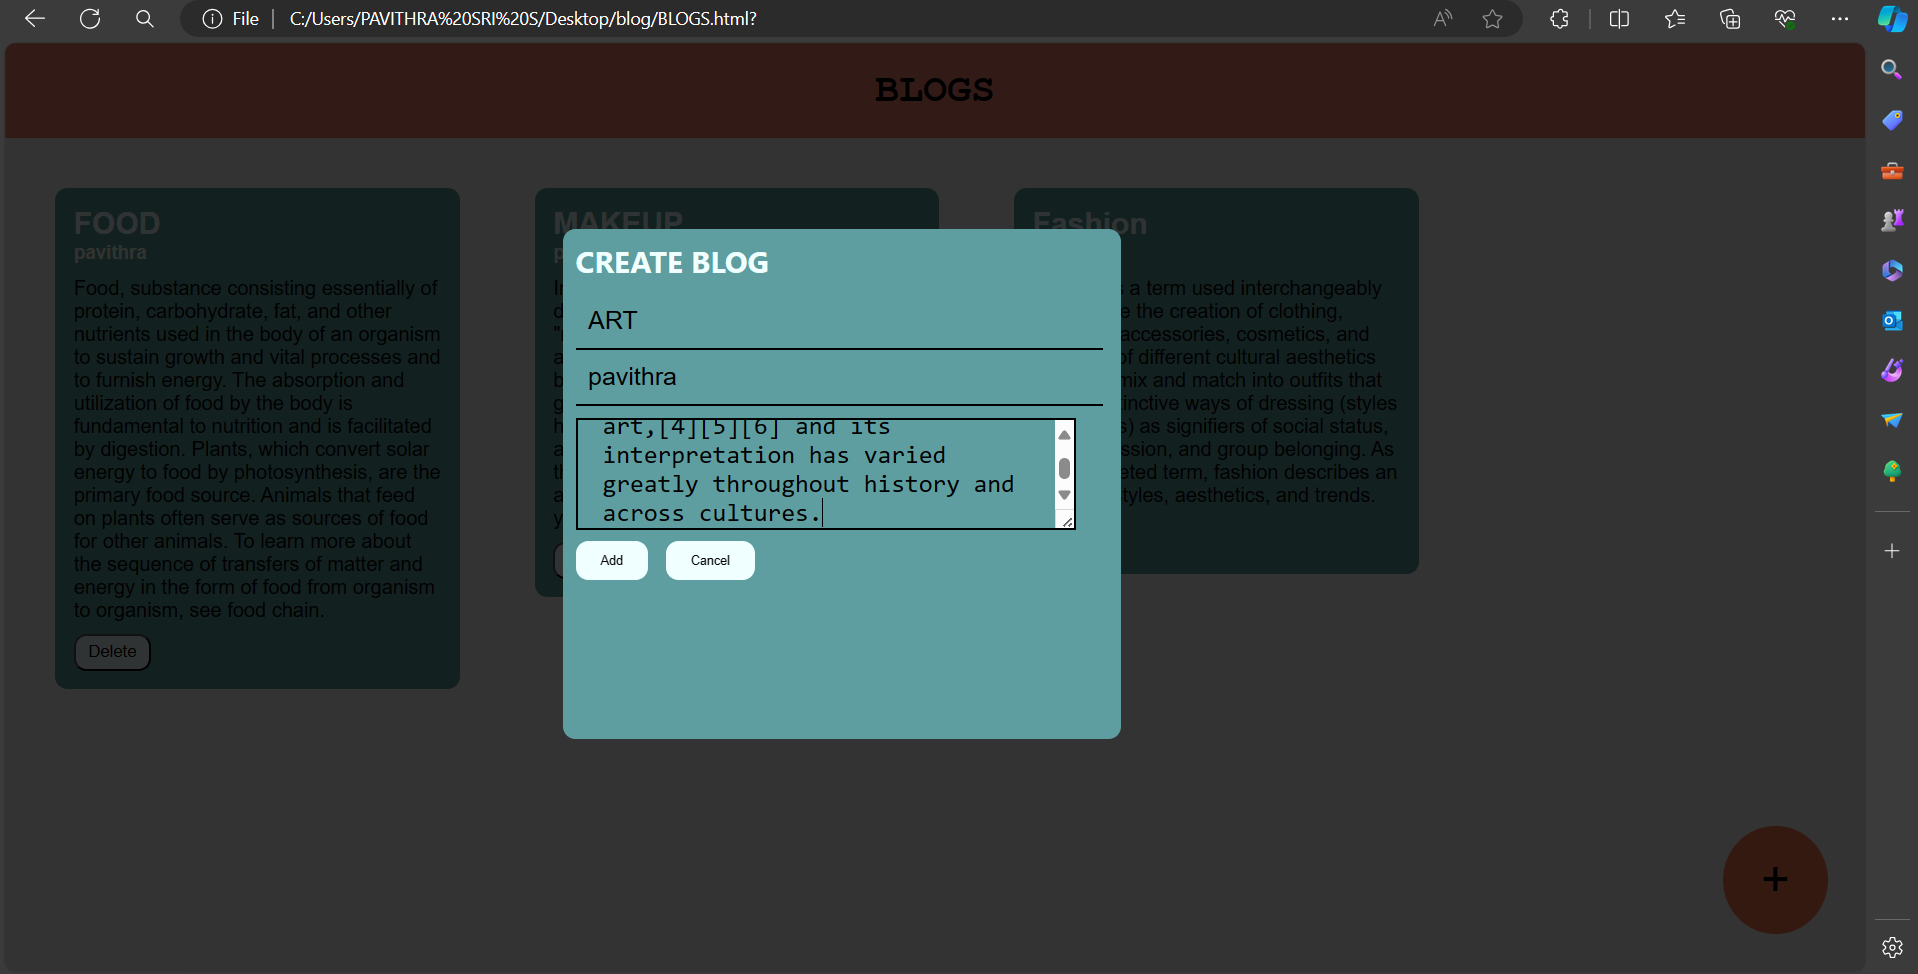 File
C:/Users/PAVITHRA%20SRI%20S/Desktop/blog/BLOGS.html?
BLOGS
FOOD
pavithra
Food, substance consisting essentially of
protein, carbohydrate, fat, and other
nutrients used in the body of an organism
to sustain growth and vital processes and
to furnish energy. The absorption and
utilization of food by the body is
fundamental to nutrition and is facilitated
by digestion. Plants, which convert solar
energy to food by photosynthesis, are the
primary food source. Animals that feed
on plants often serve as sources of food
for other animals. To learn more about
the sequence of transfers of matter and
energy in the form of food from organism
to organism, see food chain.
Delete
MAKEUP
CREATE BLOG
ART
pavithra
art,[4][5][6] and its
interpretation has varied
greatly throughout history and
across cultures.
Add
Cancel
Fashion
a term used interchangeably
the creation of clothing,
accessories, cosmetics, and
of different cultural aesthetics
mix and match into outfits that
inctive ways of dressing (styles
s) as signifiers of social status,
ssion, and group belonging. As
eted term, fashion describes an
tyles, aesthetics, and trends.
+